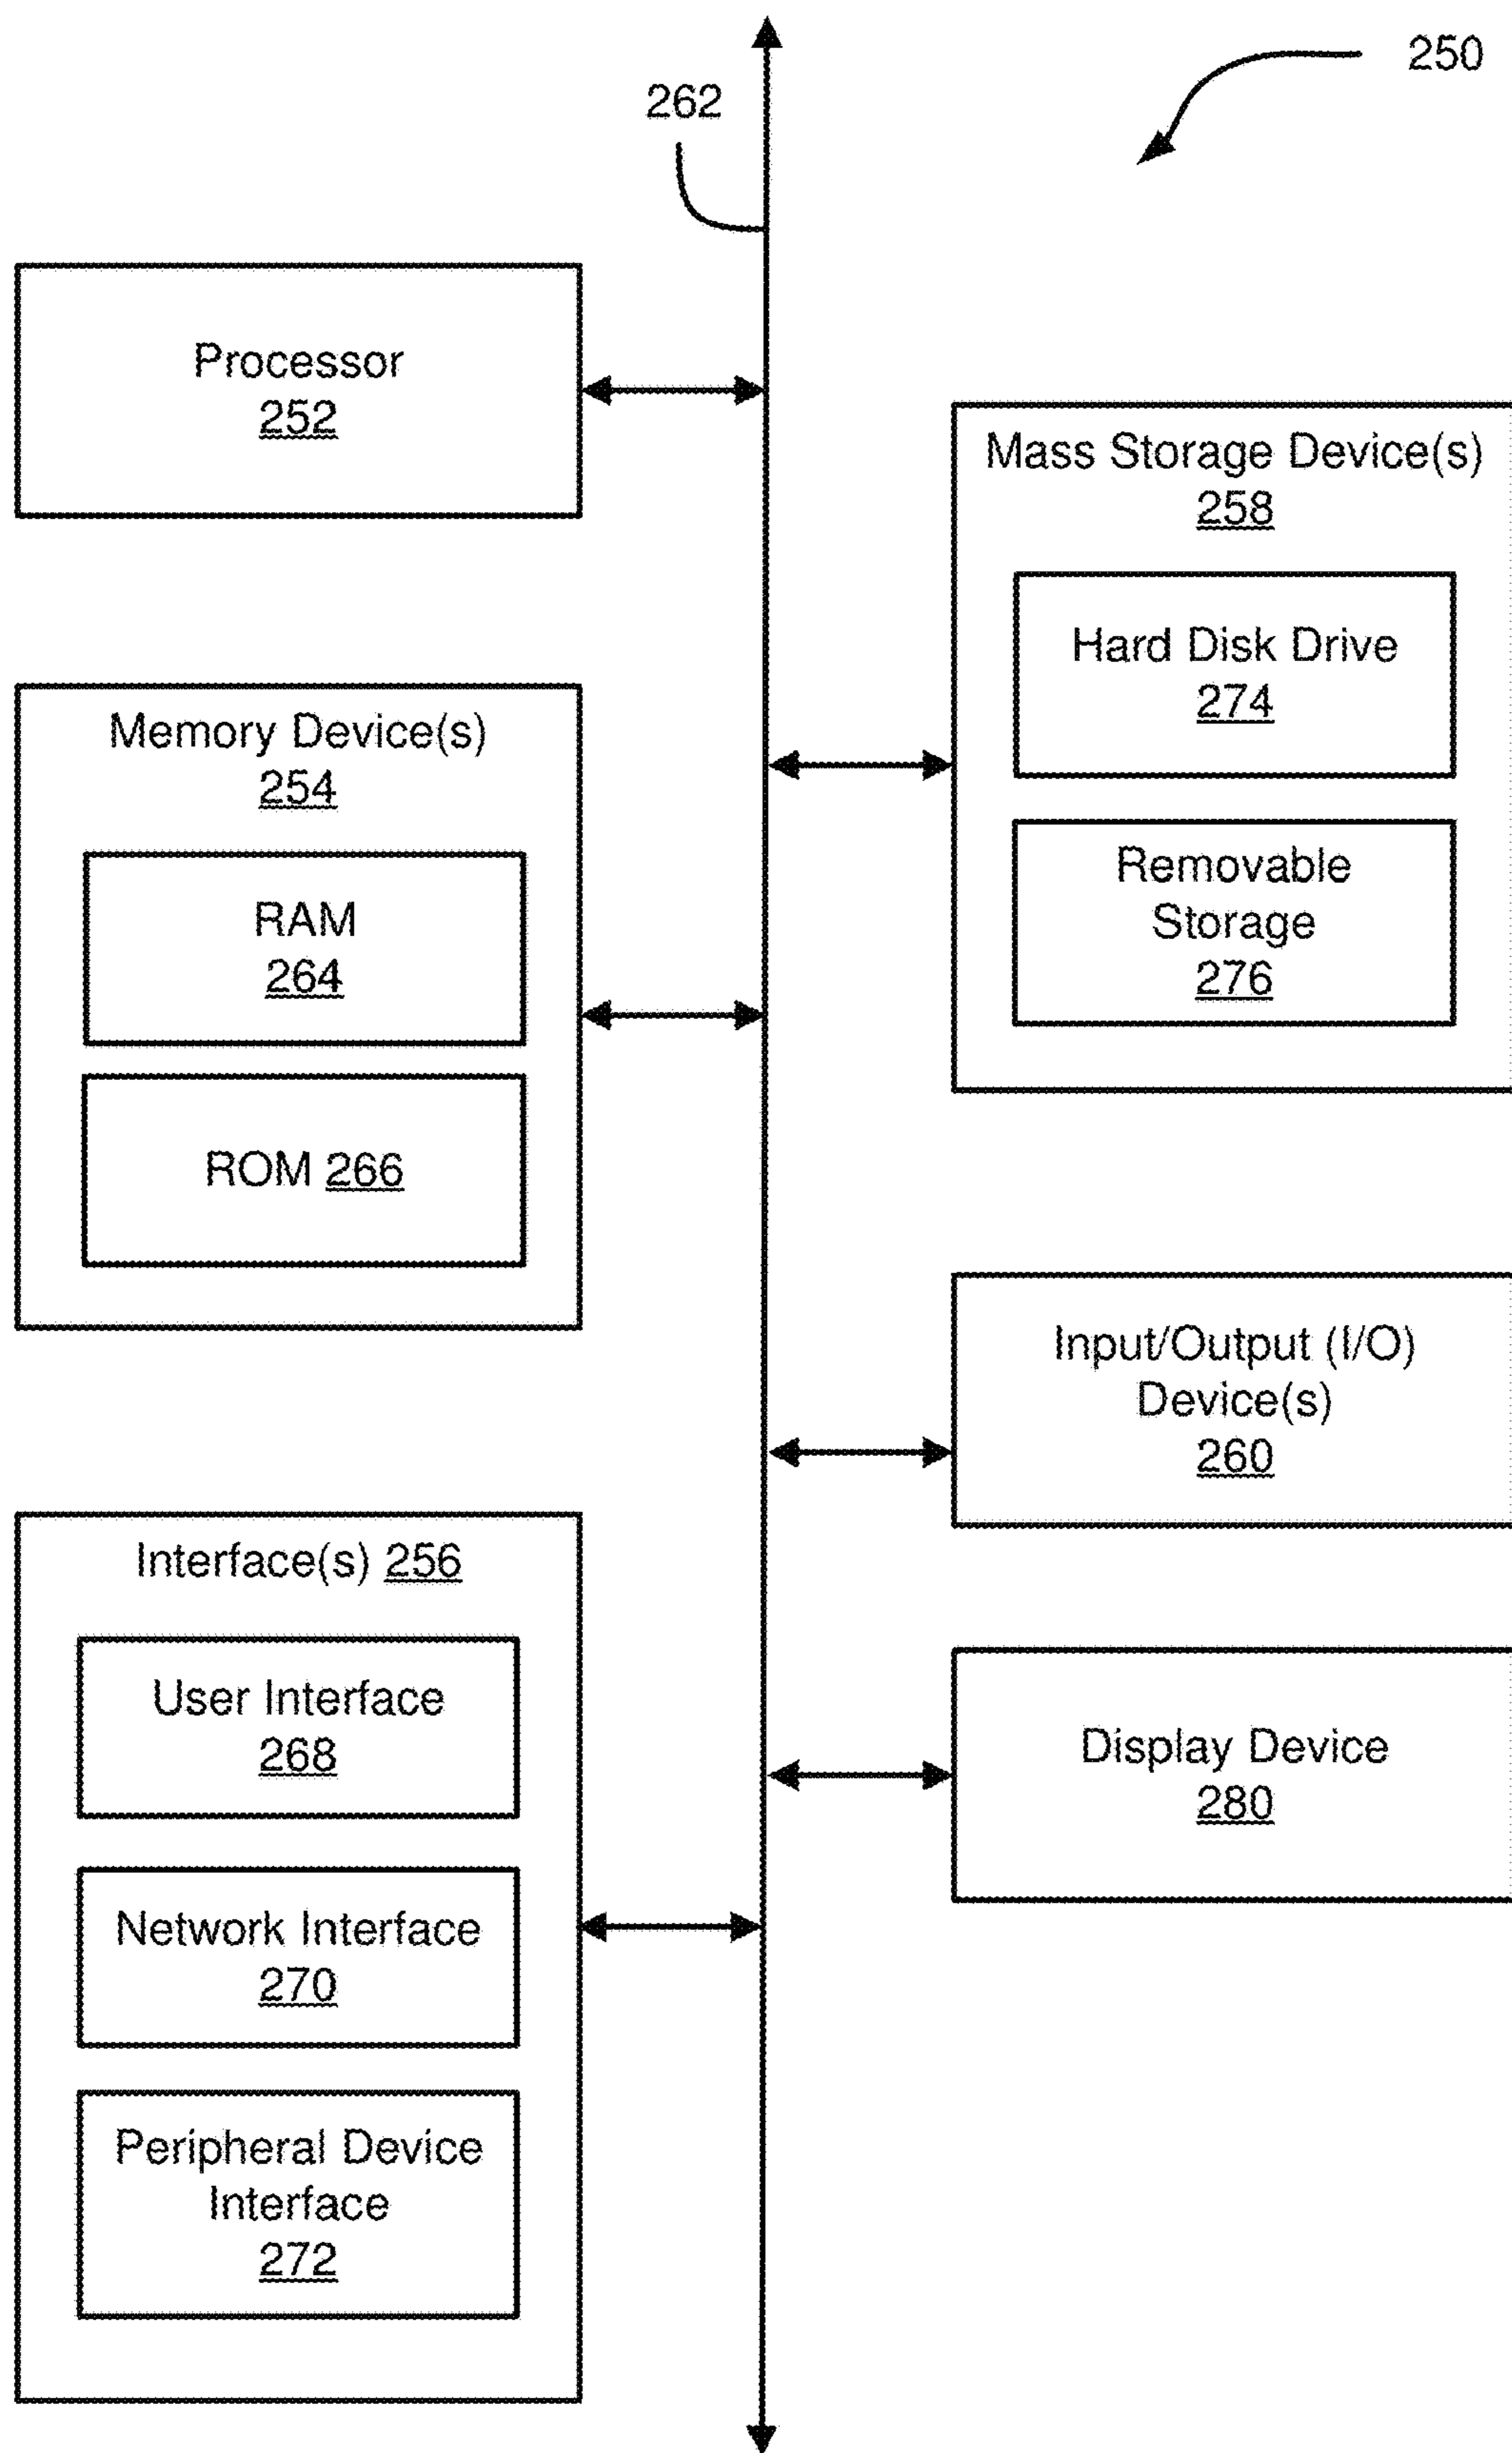 250
262
Processor
252
Mass Storage Device(s)
258
Hard Disk Drive
274
Removable
Storage
276
Memory Device(s)
254
RAM
264
ROM 266
Input/Output (I/O)
Device(s)
260
Interface(s) 256
User Interface
268
Network Interface
270
Peripheral Device
Interface
272
Display Device
280